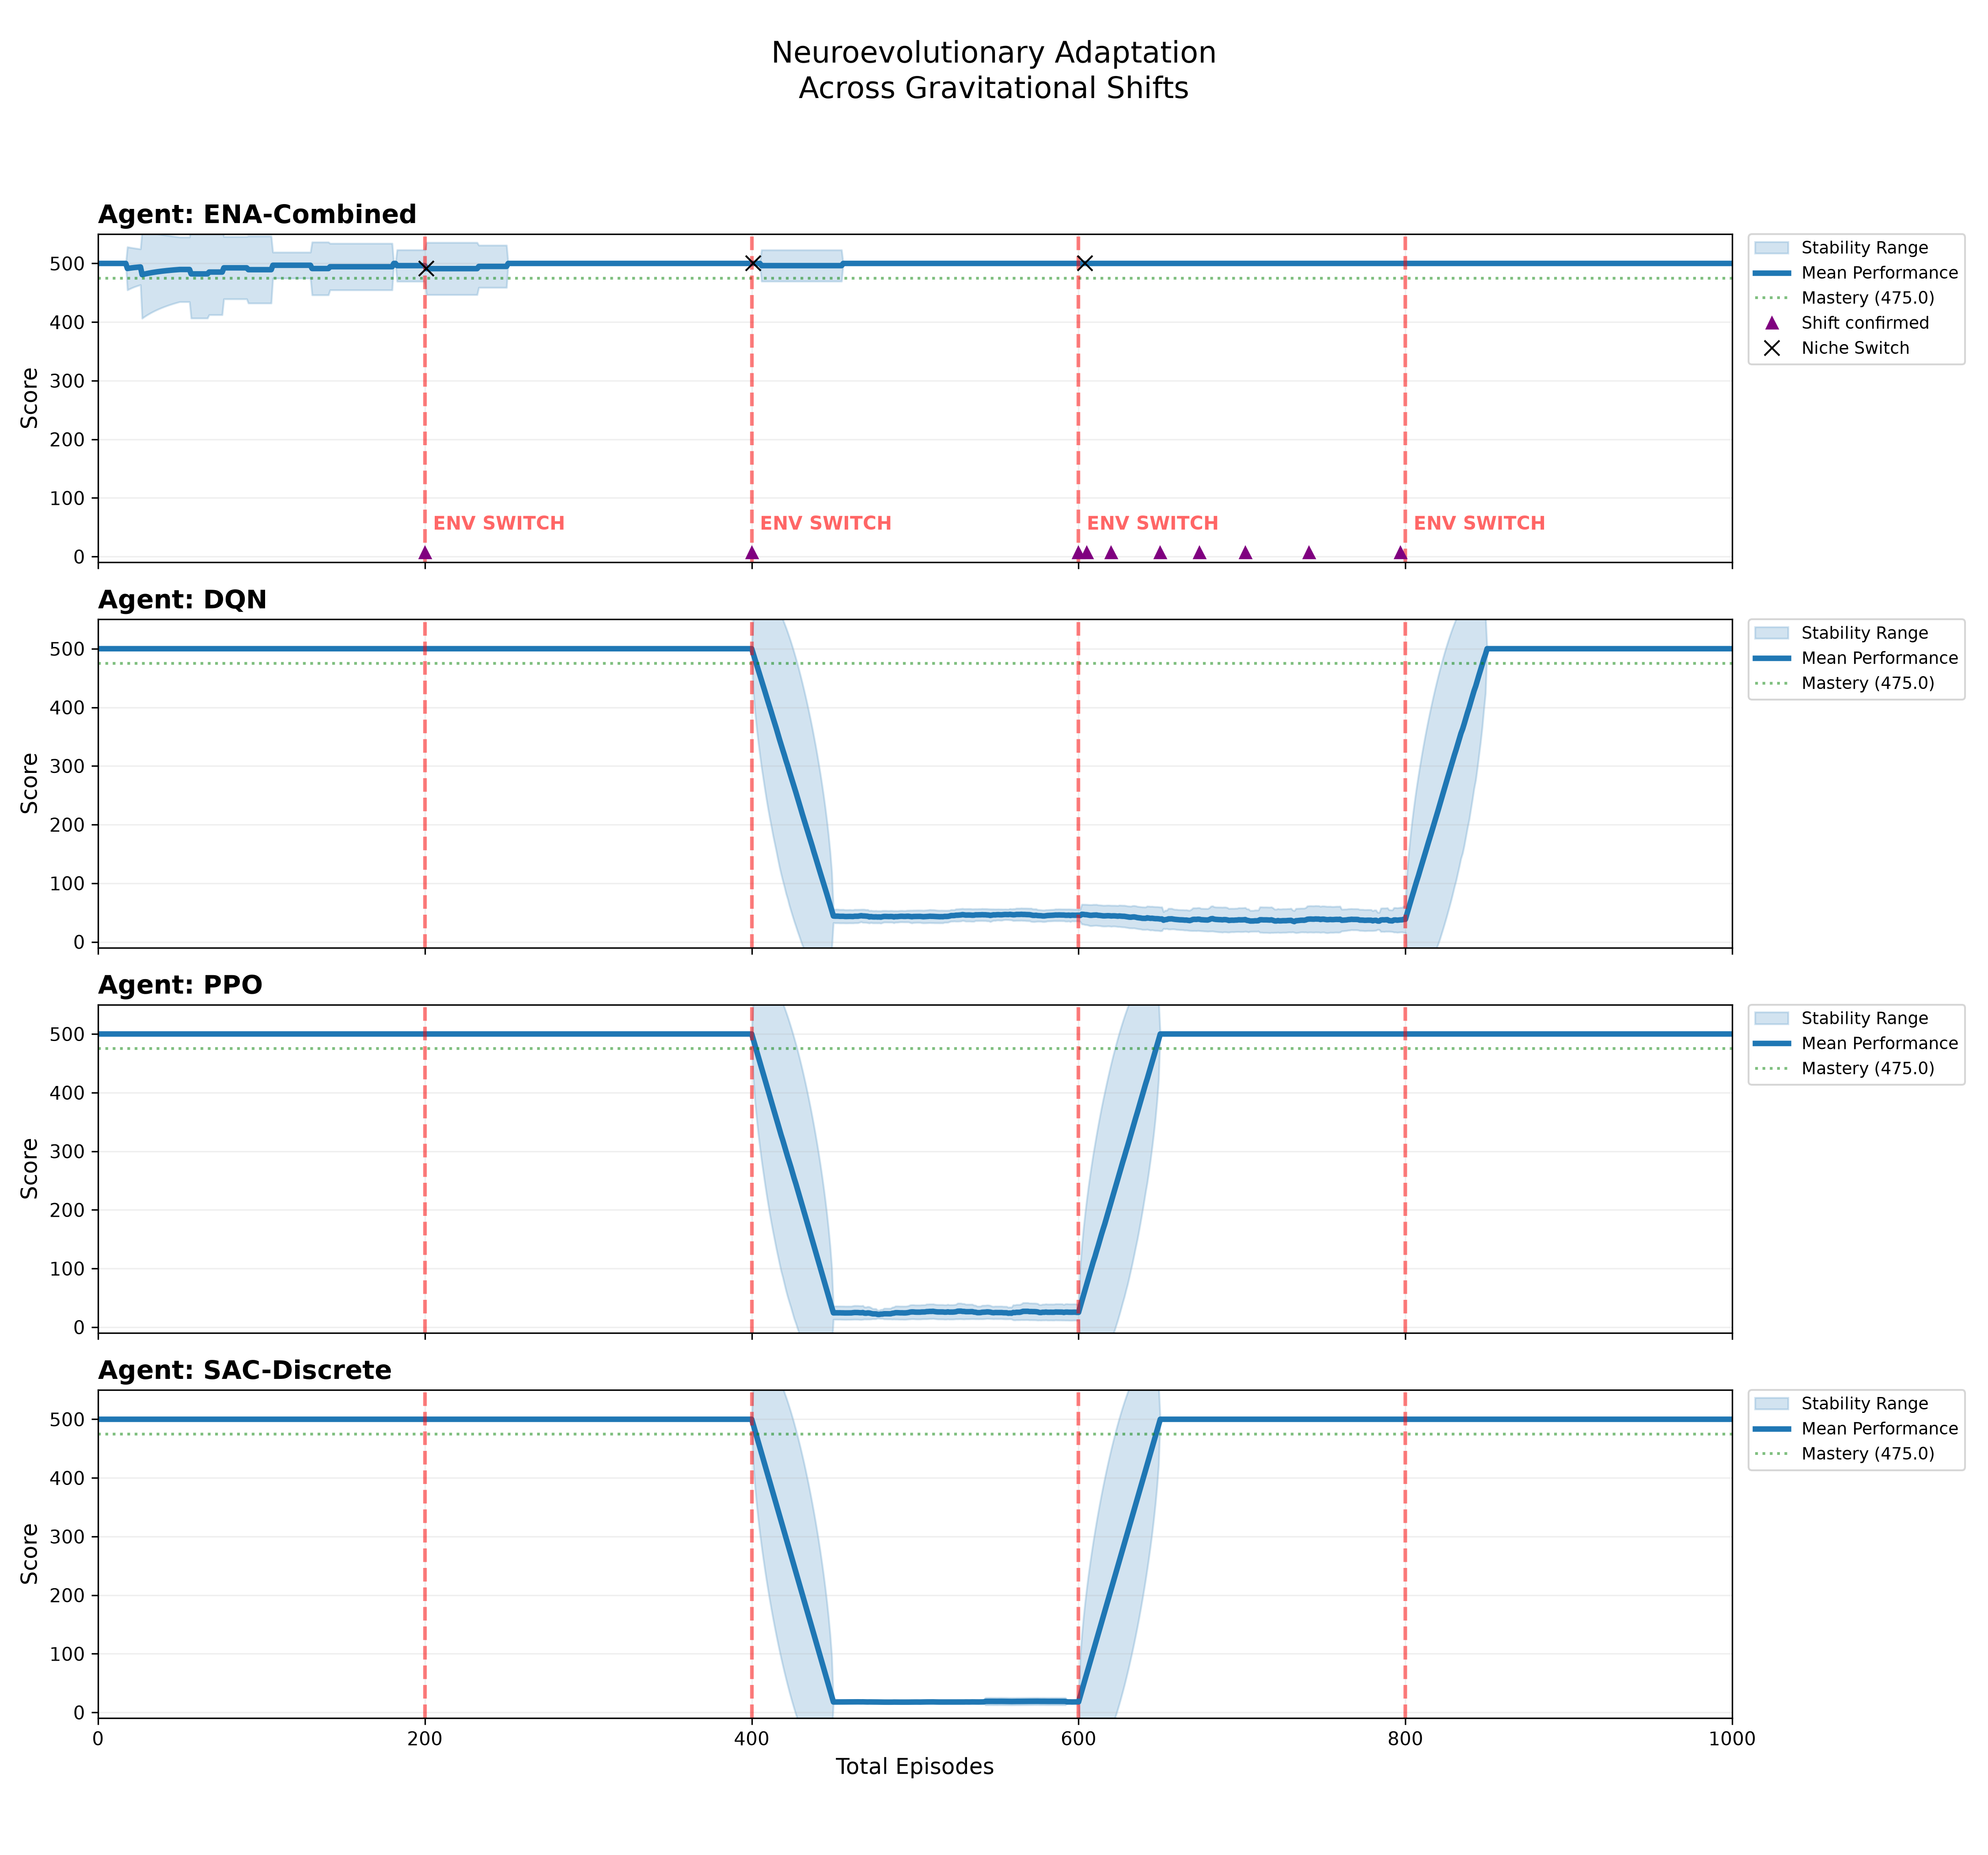 Neuroevolutionary Adaptation
Across Gravitational Shifts
Agent: ENA-Combined
Score
500
400
300
200
100
0
ENV SWITCH
ENV SWITCH
ENV SWITCH
ENV SWITCH
Stability Range
Mean Performance
Mastery (475.0)
Shift confirmed
Niche Switch
Agent: DQN
Score
500
400
300
200
100
0
Stability Range
Mean Performance
Mastery (475.0)
Agent: PPO
Score
500
400
300
200
100
0
Stability Range
Mean Performance
Mastery (475.0)
Agent: SAC-Discrete
Score
500
400
300
200
100
0
Stability Range
Mean Performance
Mastery (475.0)
0
200
400
600
800
1000
Total Episodes